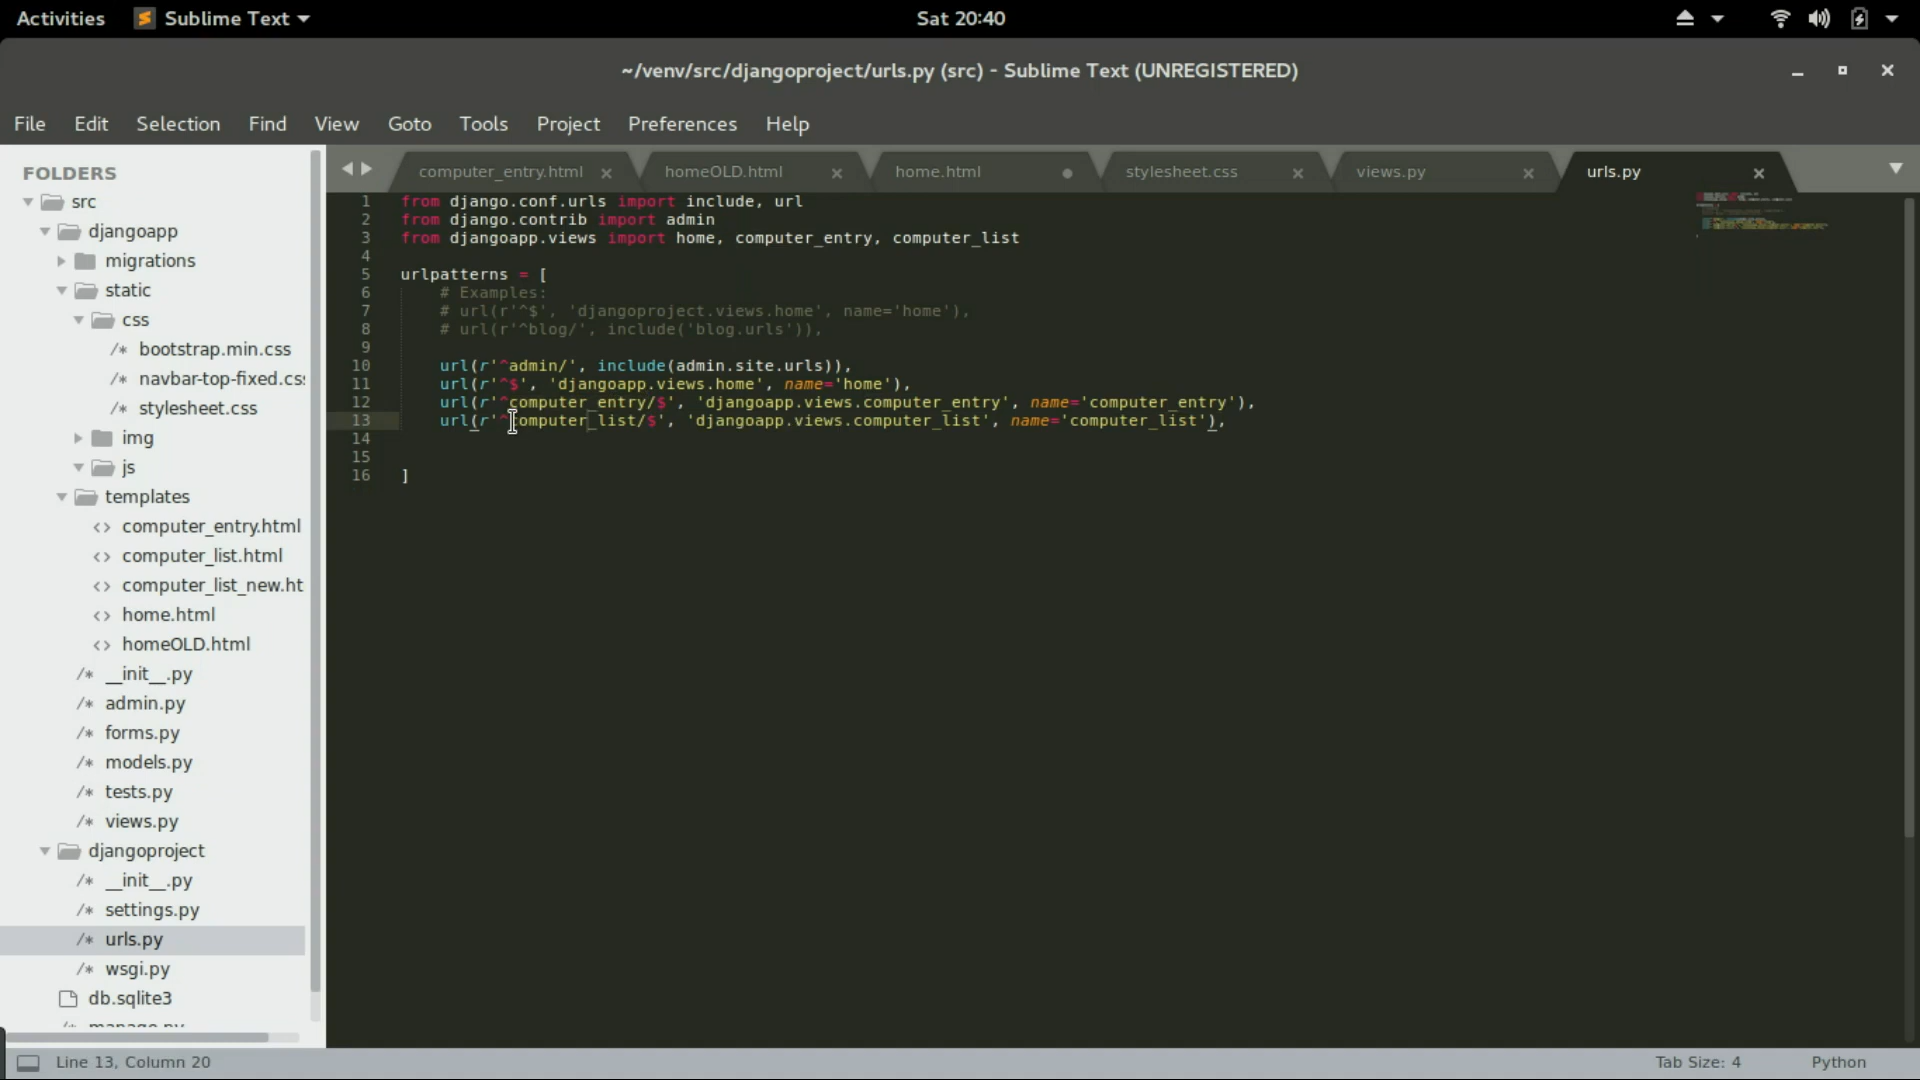 Activities Sublime Text Sat 20:40
~/venv/src/djangoproject/urls.py (src) - Sublime Text (UNREGISTERED)
File Edit Selection Find View Goto Tools Project Preferences Help
FOLDERS
src
djangoapp
migrations
static
css
/* bootstrap.min.css
/* navbar-top-fixed.cs
/* stylesheet.css
img
js
templates
<> computer_entry.html
<> computer_list.html
<> computer_list_new.ht
<> home.html
<> homeOLD.html
/* __init__.py
/* admin.py
/* forms.py
/* models.py
/* tests.py
/* views.py
djangoproject
/* __init__.py
/* settings.py
/* urls.py
/* wsgi.py
db.sqlite3
/* manage.py
computer_entry.html homeOLD.html home.html stylesheet.css views.py urls.py
1 from django.conf.urls import include, url
2 from django.contrib import admin
3 from djangoapp.views import home, computer_entry, computer_list
4
5 urlpatterns = [
6 # Examples:
7 # url(r'^$', 'djangoproject.views.home', name='home'),
8 # url(r'^blog/', include('blog.urls')),
9
10 url(r'^admin/', include(admin.site.urls)),
11 url(r'^$', 'djangoapp.views.home', name='home'),
12 url(r'^computer_entry/$', 'djangoapp.views.computer_entry', name='computer_entry'),
13 url(r'^computer_list/$', 'djangoapp.views.computer_list', name='computer_list'),
14
15
16 ]
Line 13, Column 20 Tab Size: 4 Python